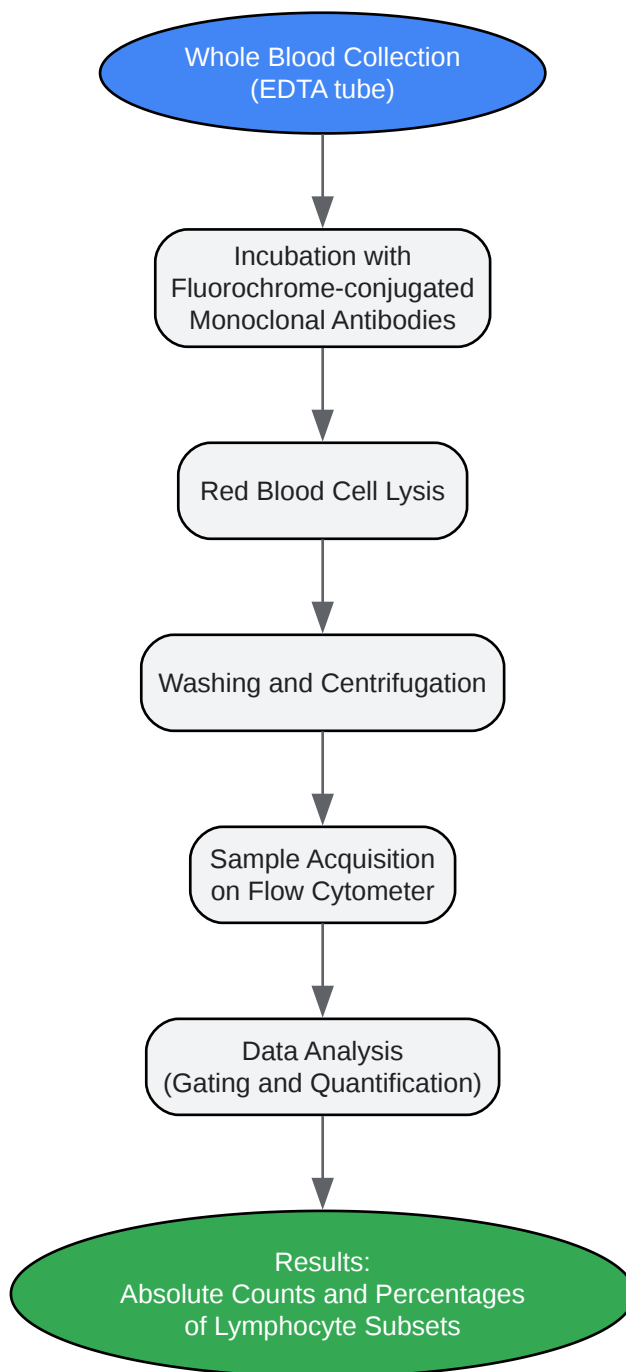 Whole Blood Collection
(EDTA tube)
Incubation with
Fluorochrome-conjugated
Monoclonal Antibodies
Red Blood Cell Lysis
Washing and Centrifugation
Sample Acquisition
on Flow Cytometer
Data Analysis
(Gating and Quantification)
Results:
Absolute Counts and Percentages
of Lymphocyte Subsets